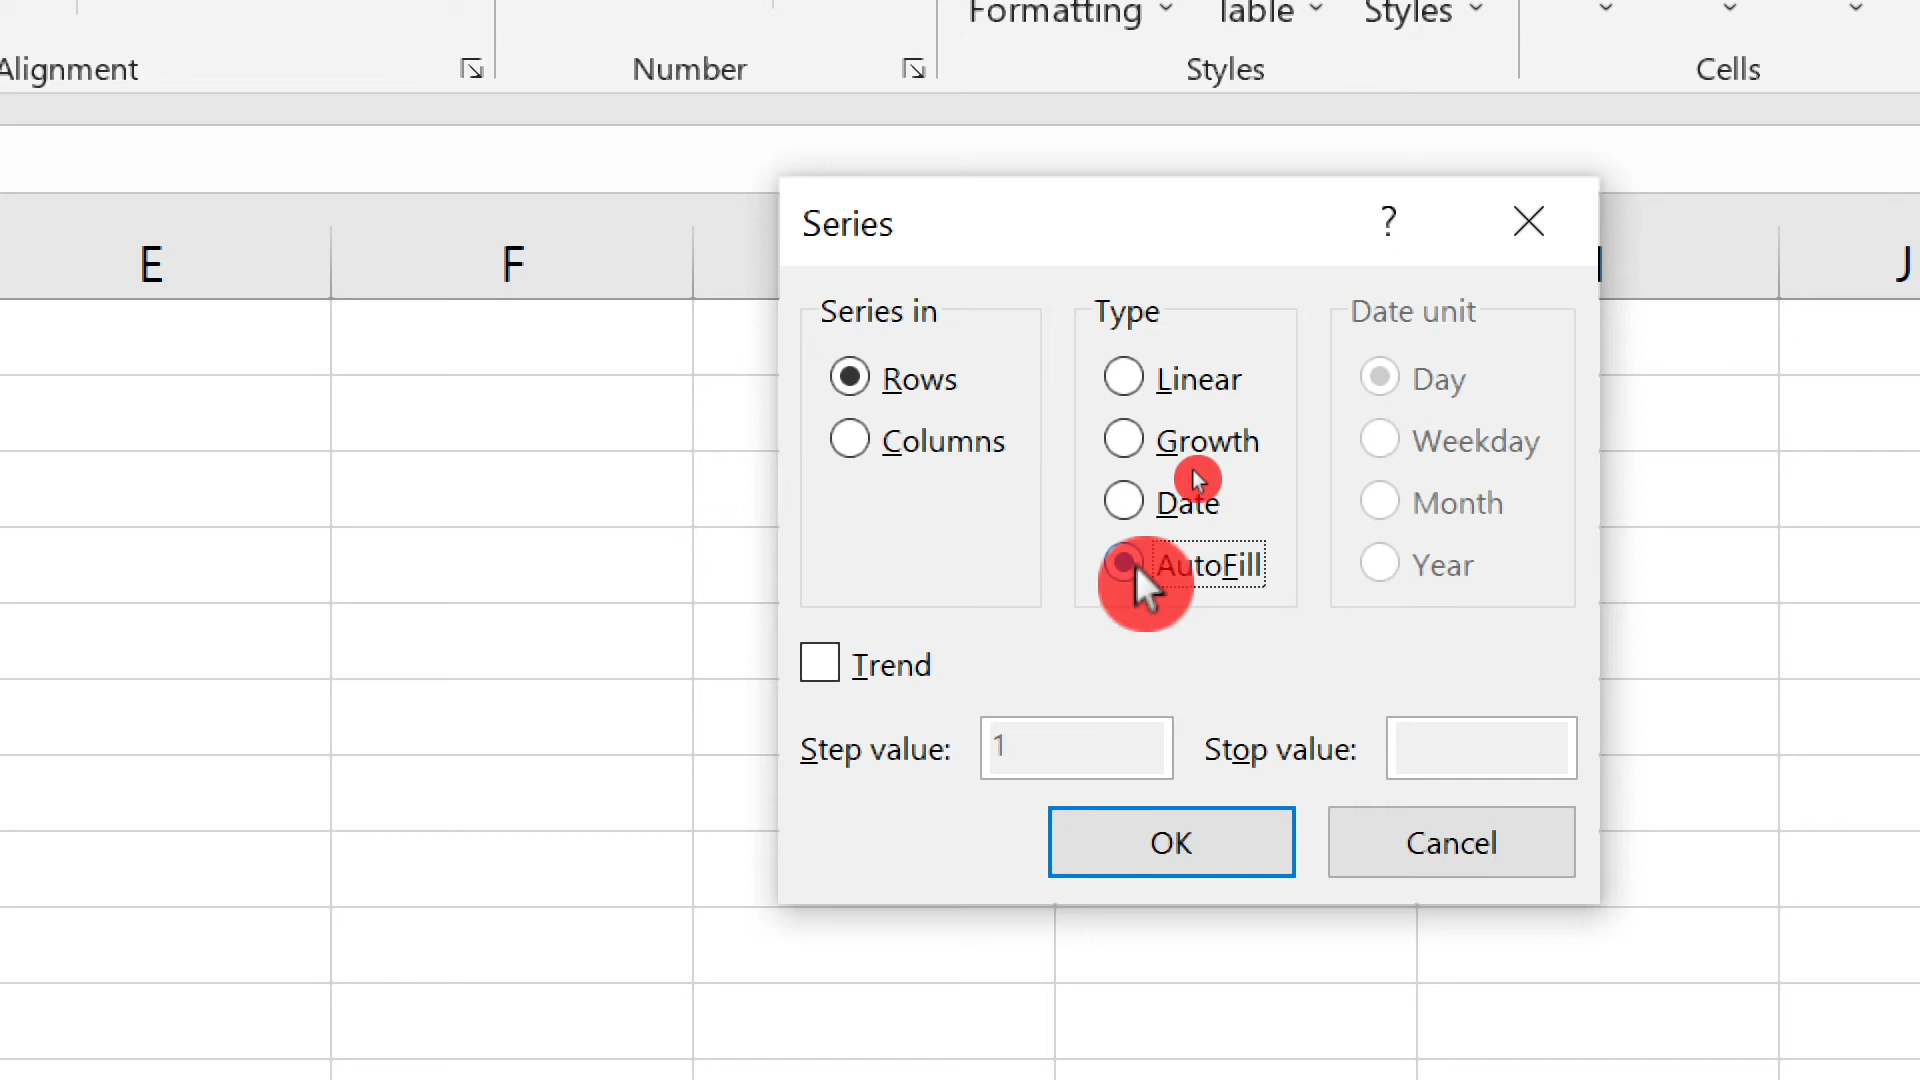 Formatting Table Styles
Alignment Number Styles Cells
Series ?
E F J
Series in Type Date unit
Rows Linear Day
Columns Growth Weekday
Date Month
AutoFill Year
Trend
Step value: 1 Stop value:
OK Cancel